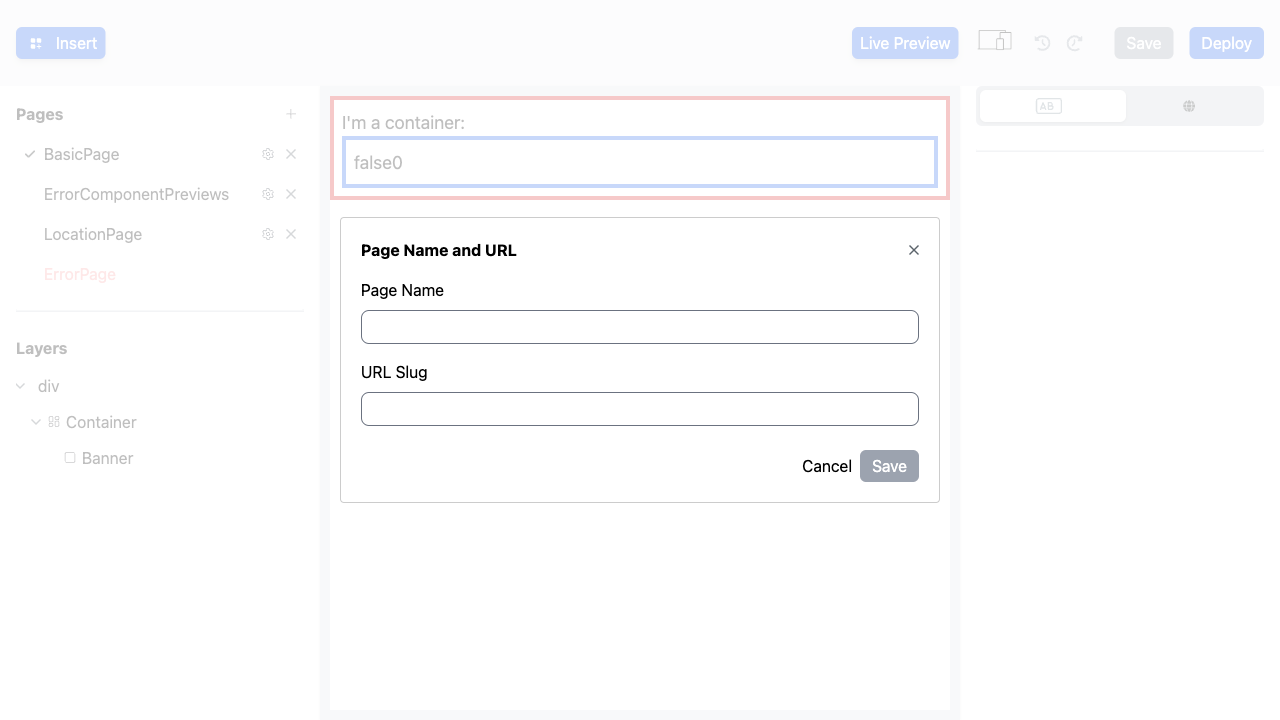 Insert
Live Preview
Save
Deploy
Pages
BasicPage
ErrorComponentPreviews
LocationPage
ErrorPage
Layers
div
Container
Banner
I'm a container:
false0
Page Name and URL
Page Name
URL Slug
Cancel
Save
AB